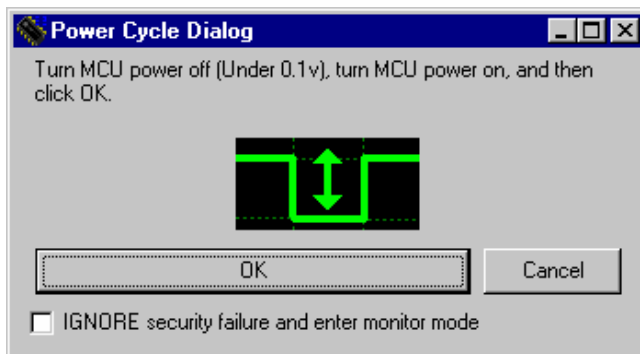 Power Cycle Dialog
Turn MCU power off (Under 0.1v), turn MCU power on, and then
click OK.
OK
Cancel
IGNORE security failure and enter monitor mode